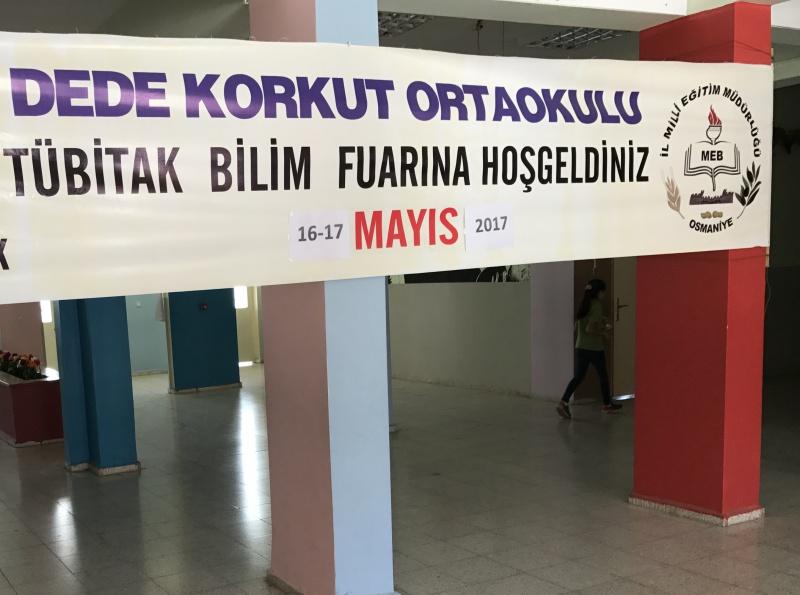 DEDE KORKUT ORTAOKULU
TÜBİTAK BİLİM FUARINA HOŞGELDİNİZ
16-17 MAYIS 2017
K
İL MİLLİ EĞİTİM MÜDÜRLÜĞÜ
MEB
OSMANİYE